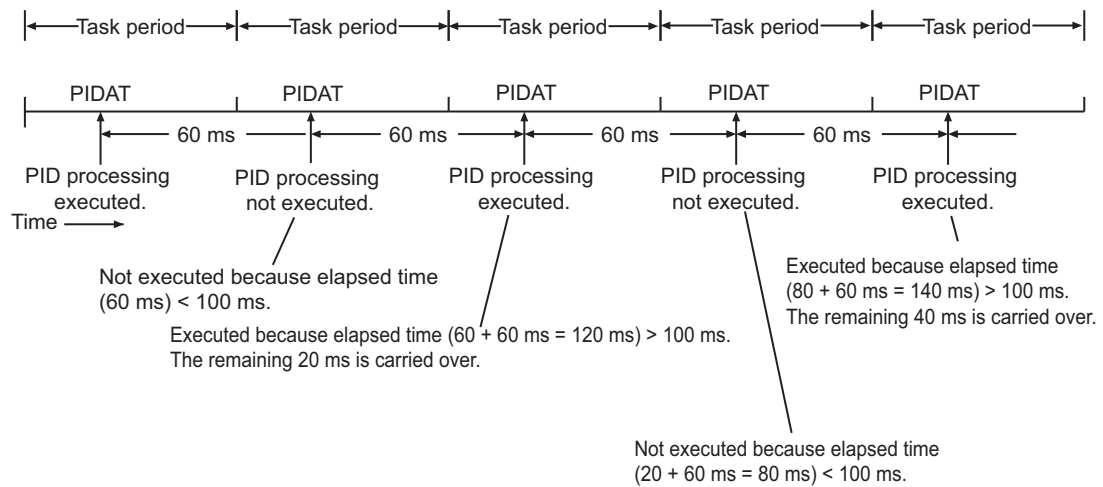 Task period Task period Task period Task period Task period
PIDAT PIDAT PIDAT PIDAT PIDAT
60 ms 60 ms 60 ms 60 ms
PID processing
executed.
PID processing
not executed.
PID processing
executed.
PID processing
not executed.
PID processing
executed.
Time
Not executed because elapsed time
(60 ms) < 100 ms.
Executed because elapsed time (60 + 60 ms = 120 ms) > 100 ms.
The remaining 20 ms is carried over.
Executed because elapsed time
(80 + 60 ms = 140 ms) > 100 ms.
The remaining 40 ms is carried over.
Not executed because elapsed time
(20 + 60 ms = 80 ms) < 100 ms.